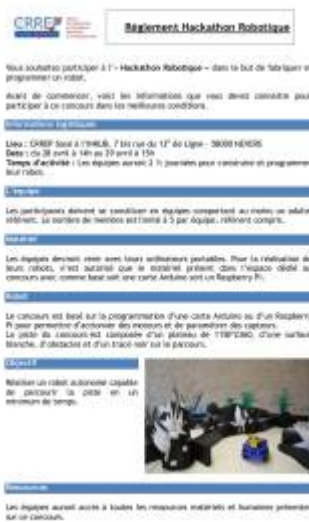 CRREP
Règlement Hackathon Robotique
Vous souhaitez participer à l'« Hackathon Robotique » dans le but de fabriquer et
programmer un robot.
Avant de commencer, voici les informations que vous devez connaitre pour
participer à ce concours dans les meilleures conditions.
Informations logistiques
Lieu : CRREP basé à l'INKUB, 7 bis rue du 13e de Ligne - 58000 NEVERS
Date : du 28 avril à 14h au 29 avril à 15h
Temps d'activité : Les équipes auront 2 ½ journées pour construire et programmer
leur robot.
L'équipe
Les participants doivent se constituer en équipes comportant au moins un adulte
référent. Le nombre de membres est limité à 5 par équipe, référent compris.
Matériel
Les équipes devront venir avec leurs ordinateurs portables. Pour la réalisation de
leurs robots, n'est autorisé que le matériel présent dans l'espace dédié au
concours avec comme base soit une carte Arduino soit un Raspberry Pi.
Robot
Le concours est basé sur la programmation d'une carte Arduino ou d'un Raspberry
Pi pour permettre d'actionner des moteurs et de paramétrer des capteurs.
La piste du concours est composée d'un plateau de d'une surface
blanche, d'obstacles et d'un tracé noir sur le parcours.
Objectif
Réaliser un robot autonome capable
de parcourir la piste en un
minimum de temps.
Ressources
Les équipes auront accès à toutes les ressources matériels et humaines présentes
sur ce concours.